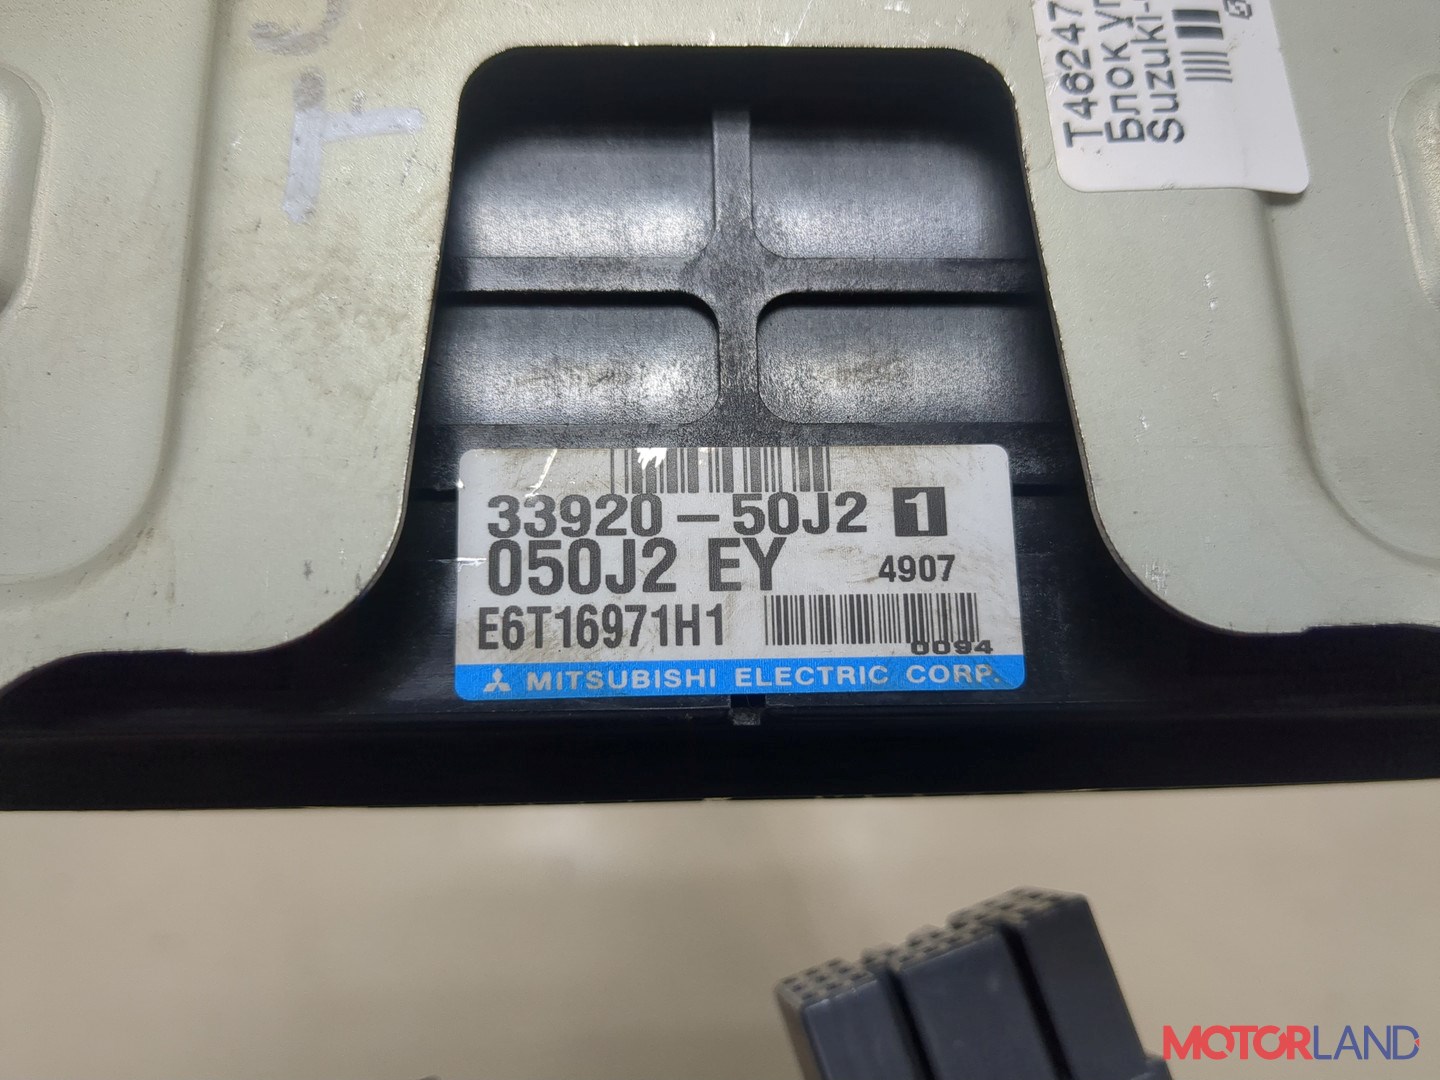 T46247
Блок уп
Suzuki-
33920-50J2 1
050J2 EY 4907
E6T16971H1
0094
MITSUBISHI ELECTRIC CORP.
MOTORLAND